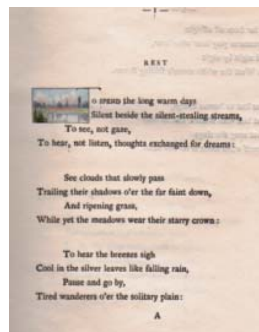 REST
O SPEND the long warm days
Silent beside the silent-stealing streams,
To see, not gaze,
To hear, not listen, thoughts exchanged for dreams:
See clouds that slowly pass
Trailing their shadows o'er the far faint down,
And ripening grass,
While yet the meadows wear their starry crown:
To hear the breezes sigh
Cool in the silver leaves like falling rain,
Pause and go by,
Tired wanderers o'er the solitary plain:
A